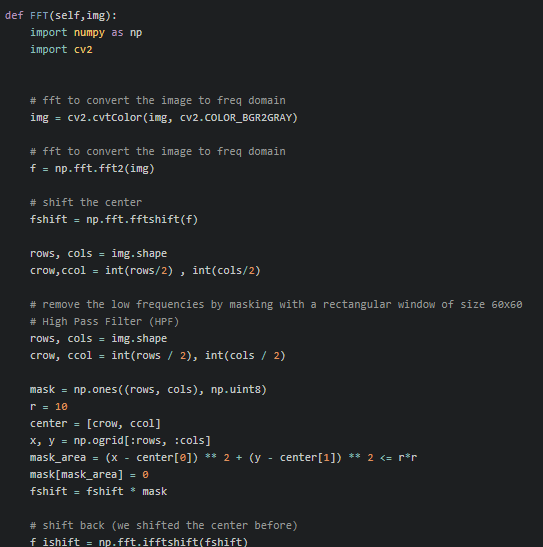 def FFT(self,img):
    import numpy as np
    import cv2
    # fft to convert the image to freq domain
    img = cv2.cvtColor(img, cv2.COLOR_BGR2GRAY)
    # fft to convert the image to freq domain
    f = np.fft.fft2(img)
    # shift the center
    fshift = np.fft.fftshift(f)
    rows, cols = img.shape
    crow,ccol = int(rows/2) , int(cols/2)
    # remove the low frequencies by masking with a rectangular window of size 60x60
    # High Pass Filter (HPF)
    rows, cols = img.shape
    crow, ccol = int(rows / 2), int(cols / 2)
    mask = np.ones((rows, cols), np.uint8)
    r = 10
    center = [crow, ccol]
    x, y = np.ogrid[:rows, :cols]
    mask_area = (x - center[0]) ** 2 + (y - center[1]) ** 2 <= r*r
    mask[mask_area] = 0
    fshift = fshift * mask
    # shift back (we shifted the center before)
    f_ishift = np.fft.ifftshift(fshift)